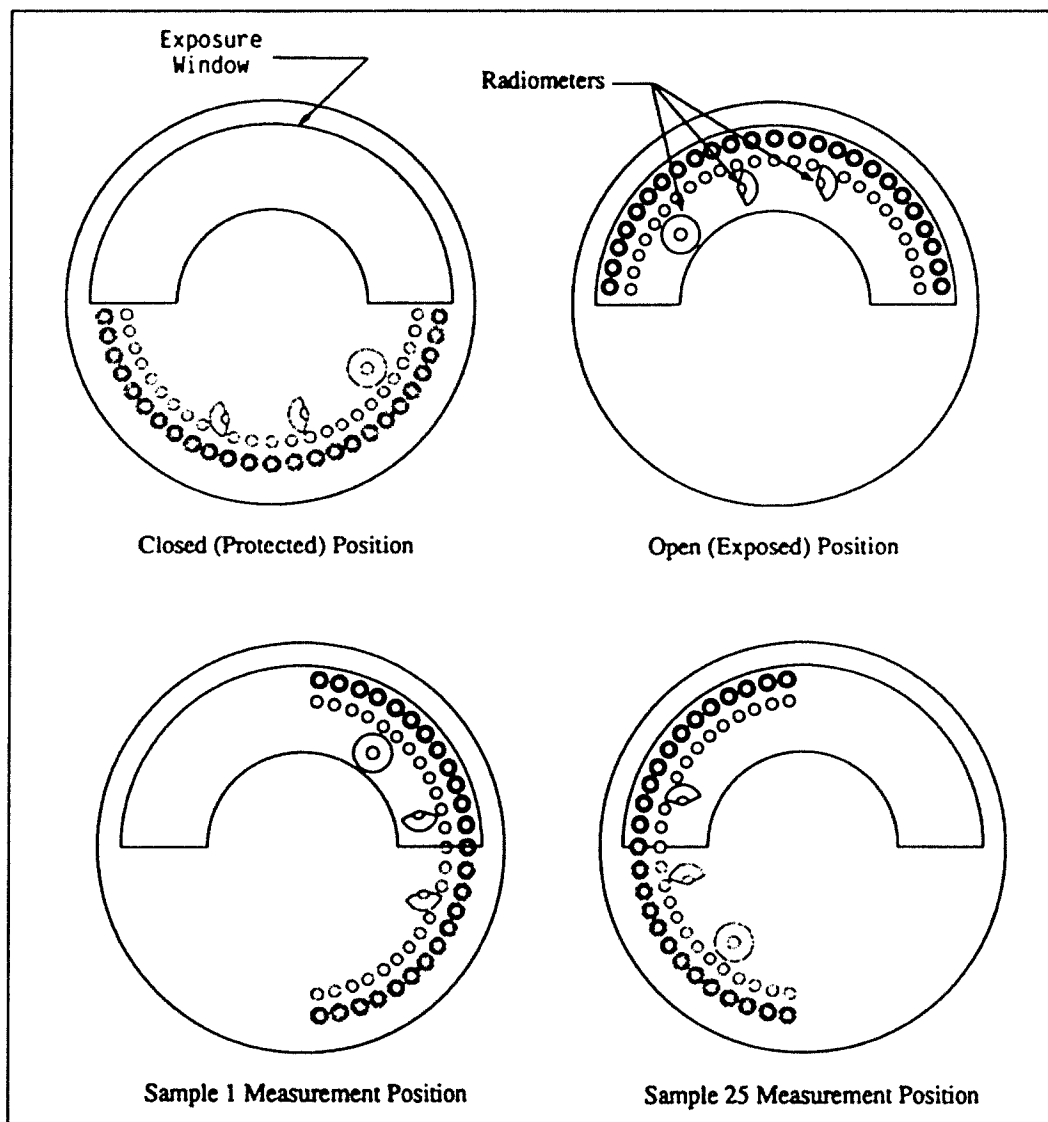 Exposure
Window
Radiometers
Closed (Protected) Position
Open (Exposed) Position
Sample 1 Measurement Position
Sample 25 Measurement Position